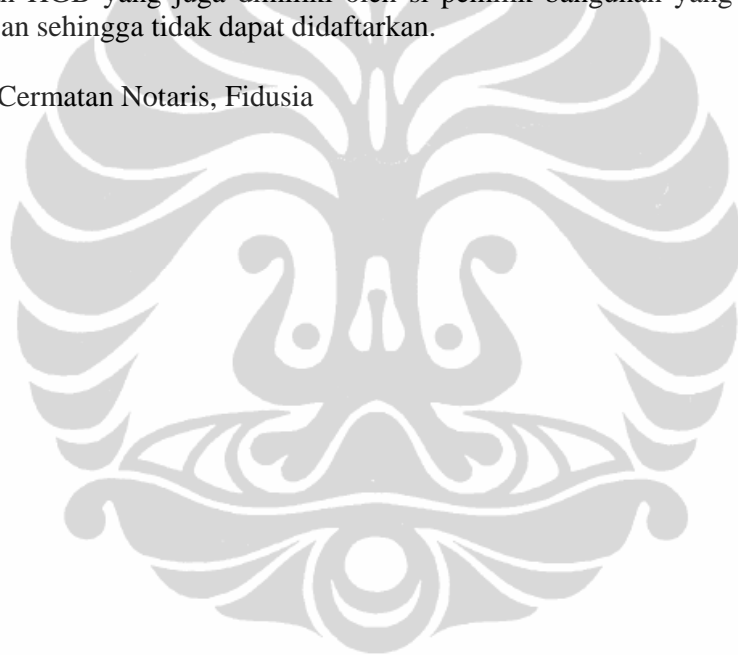 HGB yang juga dimiliki oleh si pemilik bangunan yang
an sehingga tidak dapat didaftarkan.
Cermatan Notaris, Fidusia